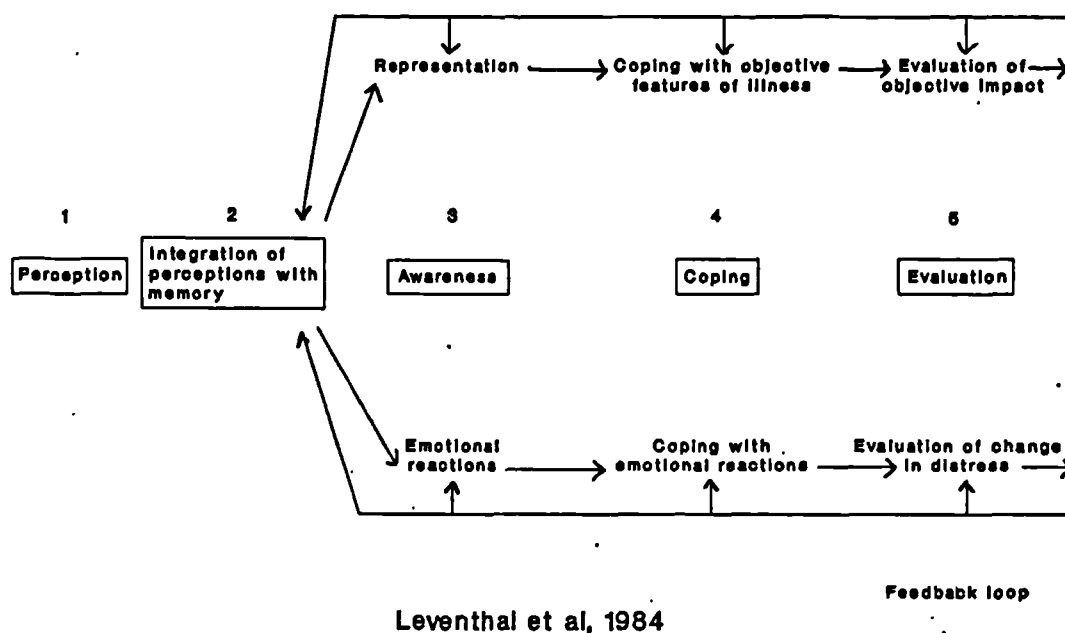 Representation
Coping with objective
features of illness
Evaluation of
objective impact
1
2
3
4
5
Perception
Integration of
perceptions with
memory
Awareness
Coping
Evaluation
Emotional
reactions
Coping with
emotional reactions
Evaluation of change
in distress
Feedbabk loop
Leventhal et al, 1984